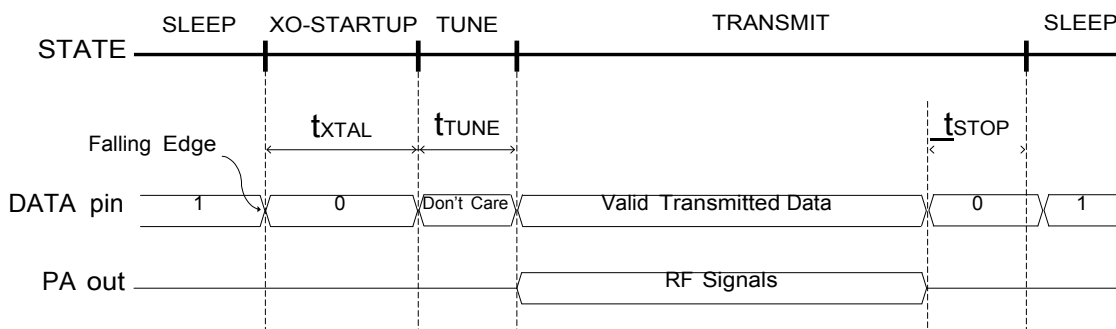 SLEEP XO-STARTUP TUNE TRANSMIT SLEEP
STATE
tXTAL tTUNE tSTOP
Falling Edge
DATA pin 1 0 Don't Care Valid Transmitted Data 0 1
PA out RF Signals